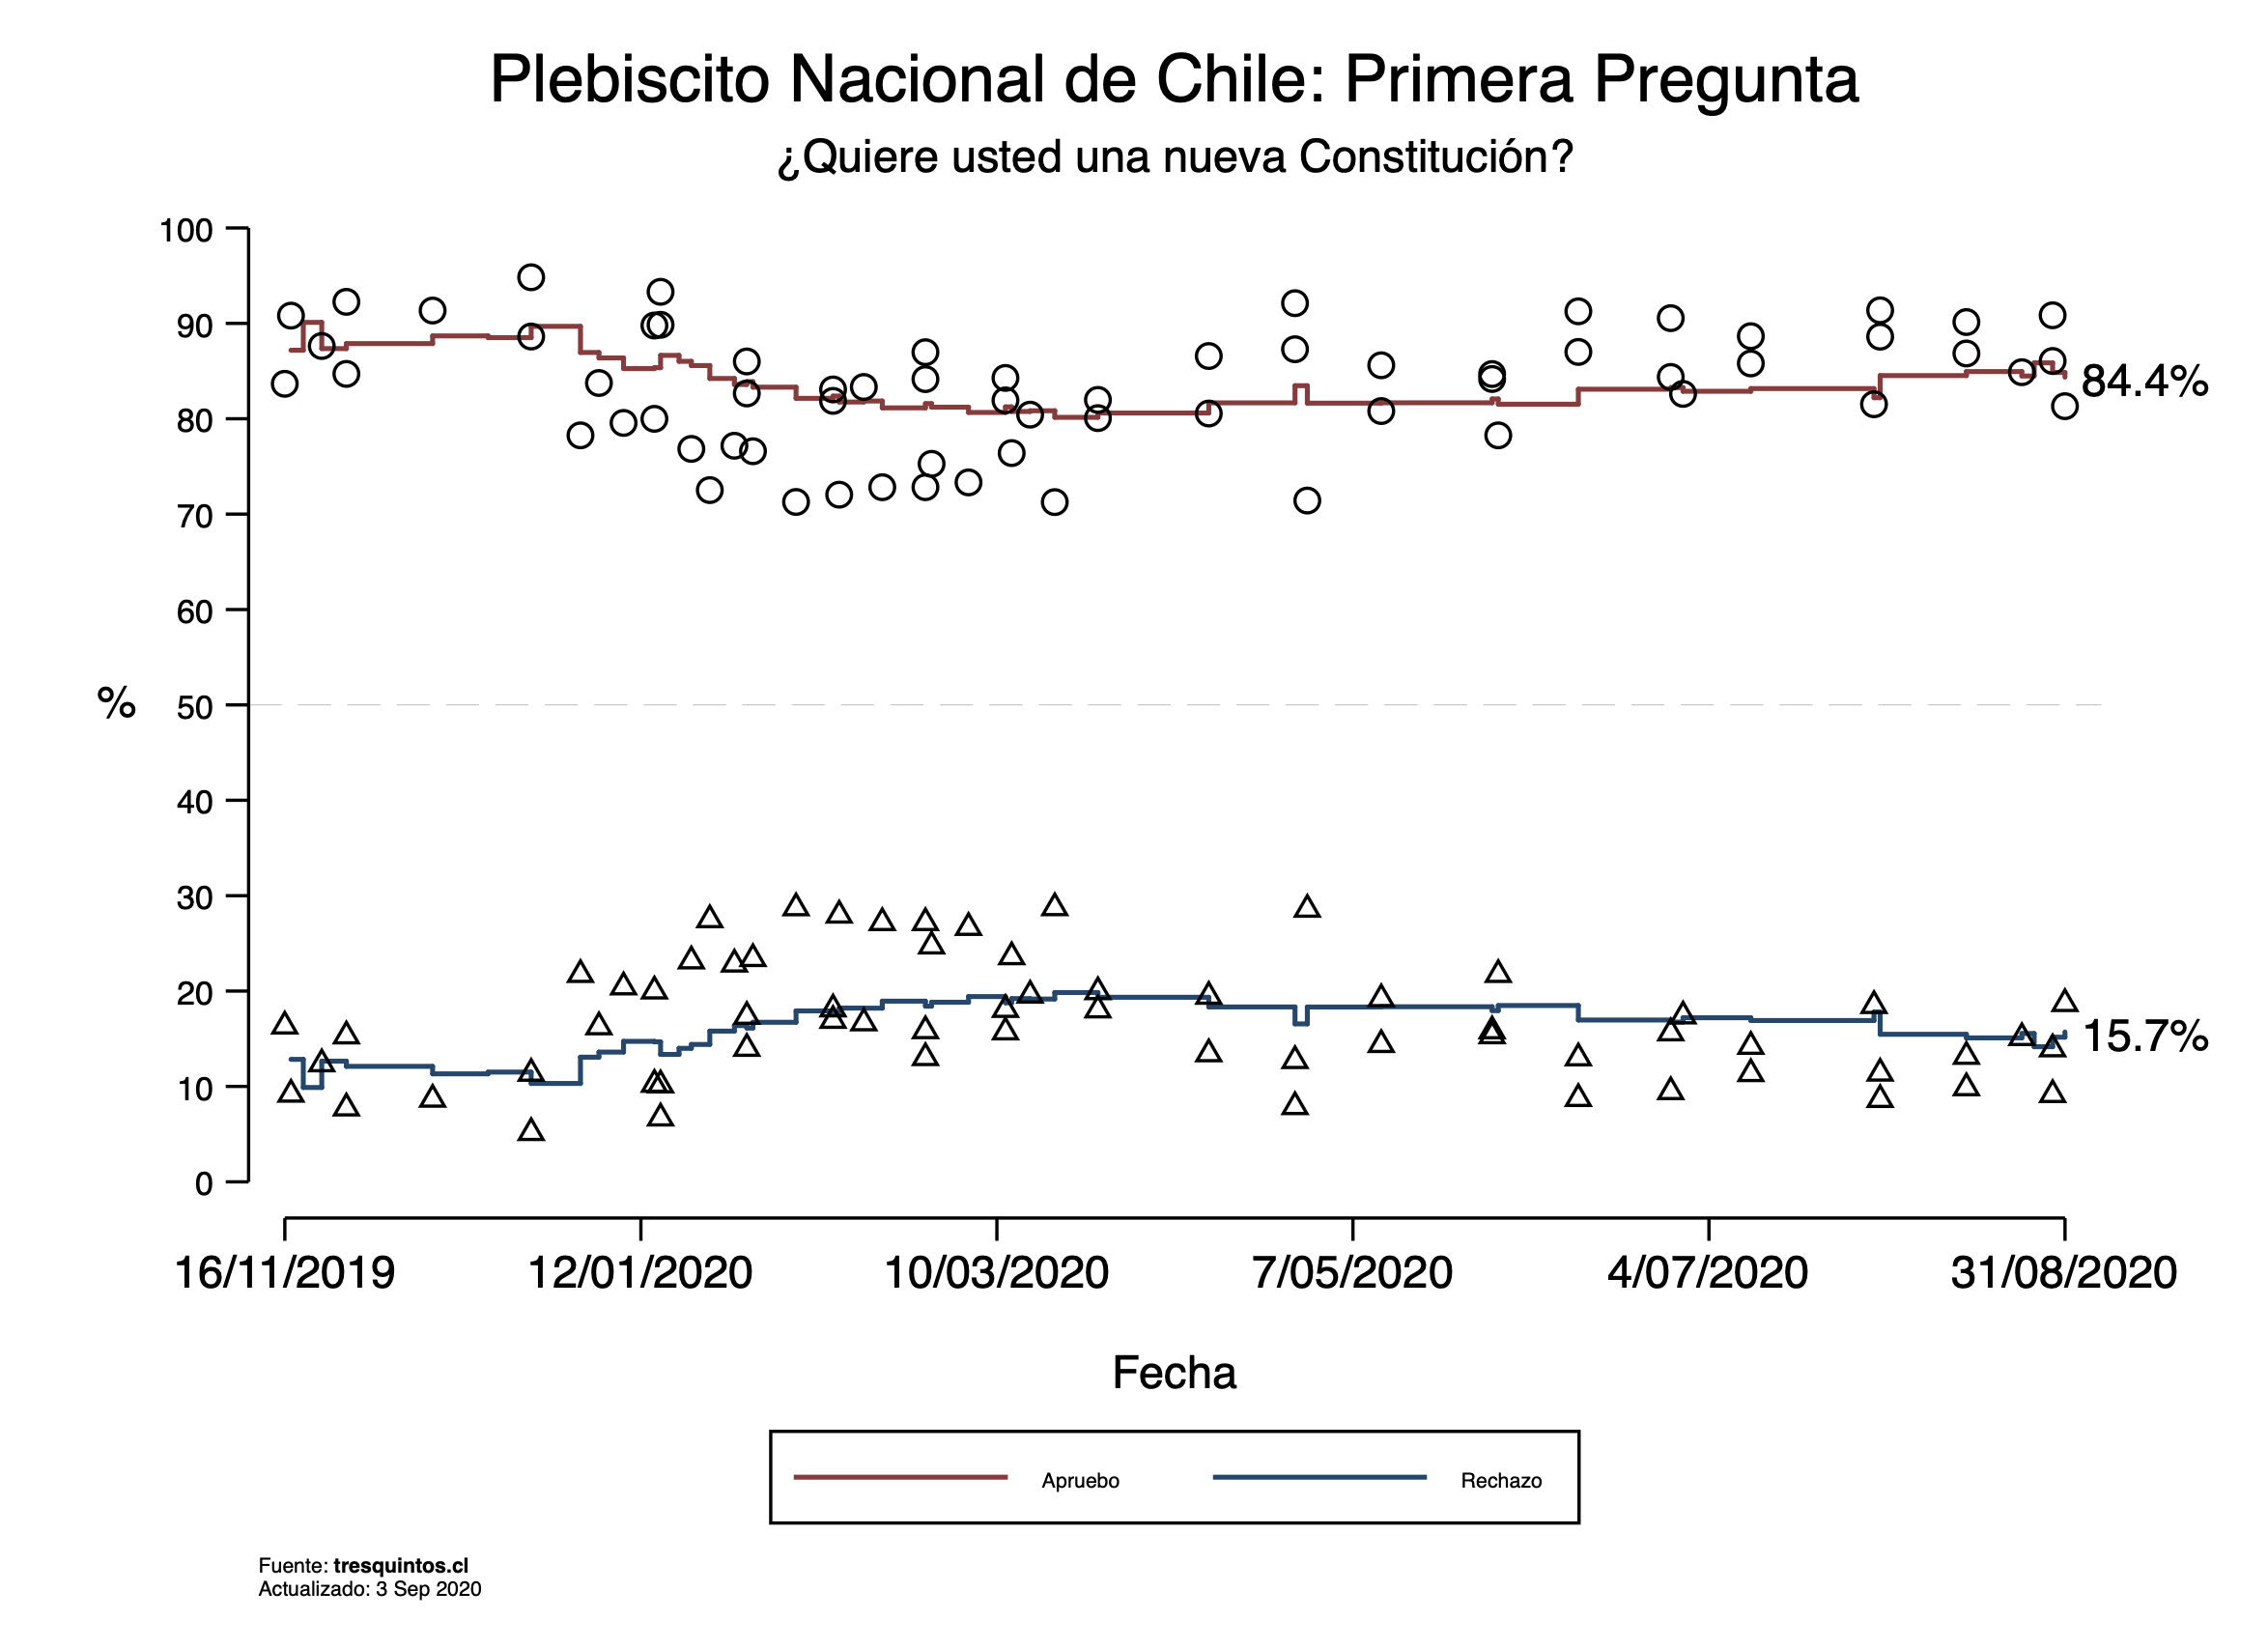 Plebiscito Nacional de Chile: Primera Pregunta
¿Quiere usted una nueva Constitución?
100
90
84.4%
80
70
60
% 50
40
30
20
15.7%
10
0
16/11/2019 12/01/2020 10/03/2020 7/05/2020 4/07/2020 31/08/2020
Fecha
Apruebo Rechazo
Fuente: tresquintos.cl
Actualizado: 3 Sep 2020